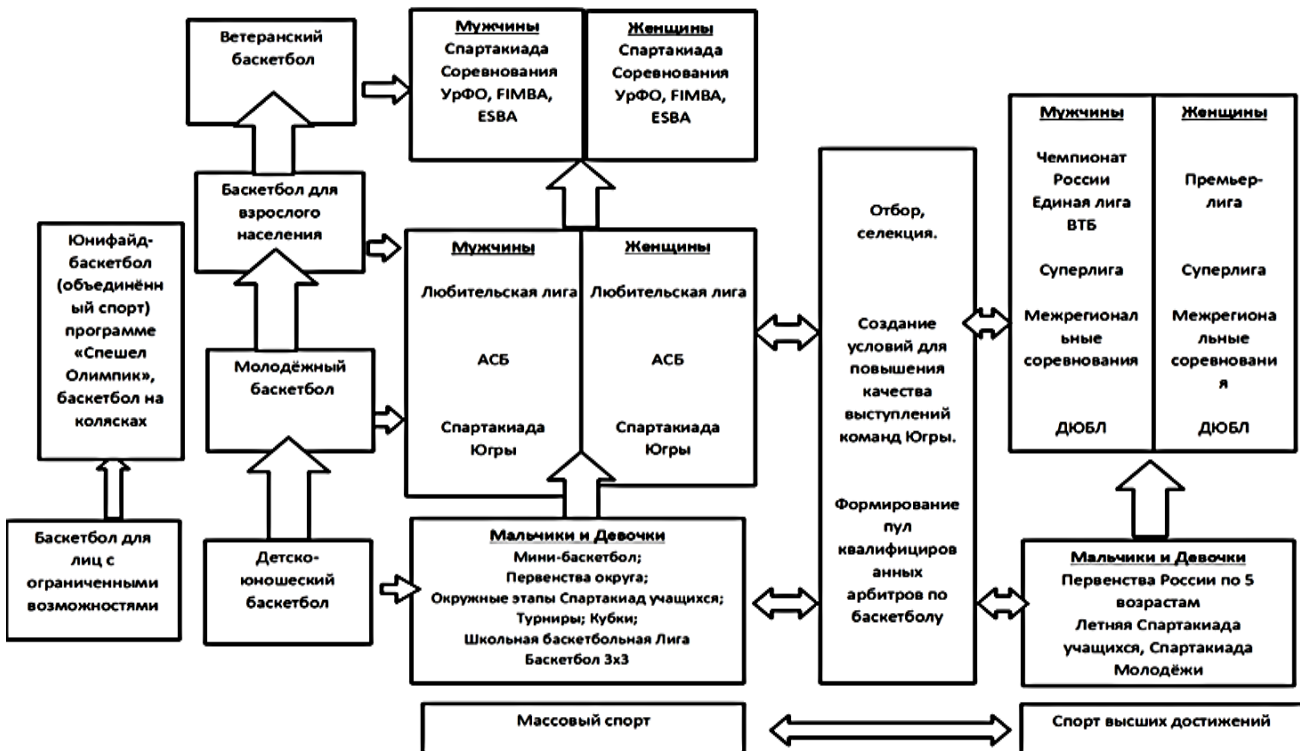 Ветеранский
баскетбол
Мужчины
Спартакиада
Соревнования
УрФО, FIMBA,
ESBA
Женщины
Спартакиада
Соревнования
УрФО, FIMBA,
ESBA
Баскетбол для
взрослого
населения
Юнифайд-
баскетбол
(объединён
ный спорт)
программе
«Спешел
Олимпик»,
баскетбол на
колясках
Молодёжный
баскетбол
Мужчины
Любительская лига
АСБ
Спартакиада
Югры
Женщины
Любительская лига
АСБ
Спартакиада
Югры
Отбор,
селекция.
Создание
условий для
повышения
качества
выступлений
команд Югры.
Формирование
пул
квалифициров
анных
арбитров по
баскетболу
Мужчины
Чемпионат
России
Единая лига
ВТБ
Суперлига
Межрегиональ
ные
соревнования
ДЮБЛ
Женщины
Премьер-
лига
Суперлига
Межрегиона
льные
соревновани
я
ДЮБЛ
Баскетбол для
лиц с
ограниченными
возможностями
Детско-
юношеский
баскетбол
Мальчики и Девочки
Мини-баскетбол;
Первенства округа;
Окружные этапы Спартакиад учащихся;
Турниры; Кубки;
Школьная баскетбольная Лига
Баскетбол 3х3
Мальчики и Девочки
Первенства России по 5
возрастам
Летняя Спартакиада
учащихся, Спартакиада
Молодёжи
Массовый спорт
Спорт высших достижений